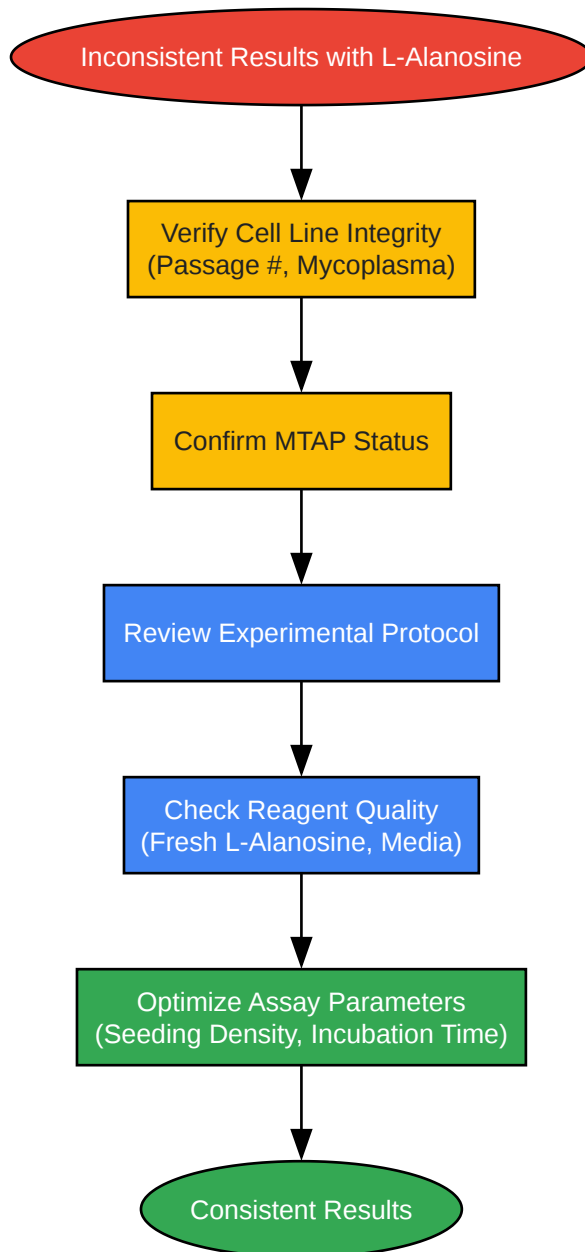 Inconsistent Results with L-Alanosine
Verify Cell Line Integrity
(Passage #, Mycoplasma)
Confirm MTAP Status
Review Experimental Protocol
Check Reagent Quality
(Fresh L-Alanosine, Media)
Optimize Assay Parameters
(Seeding Density, Incubation Time)
Consistent Results